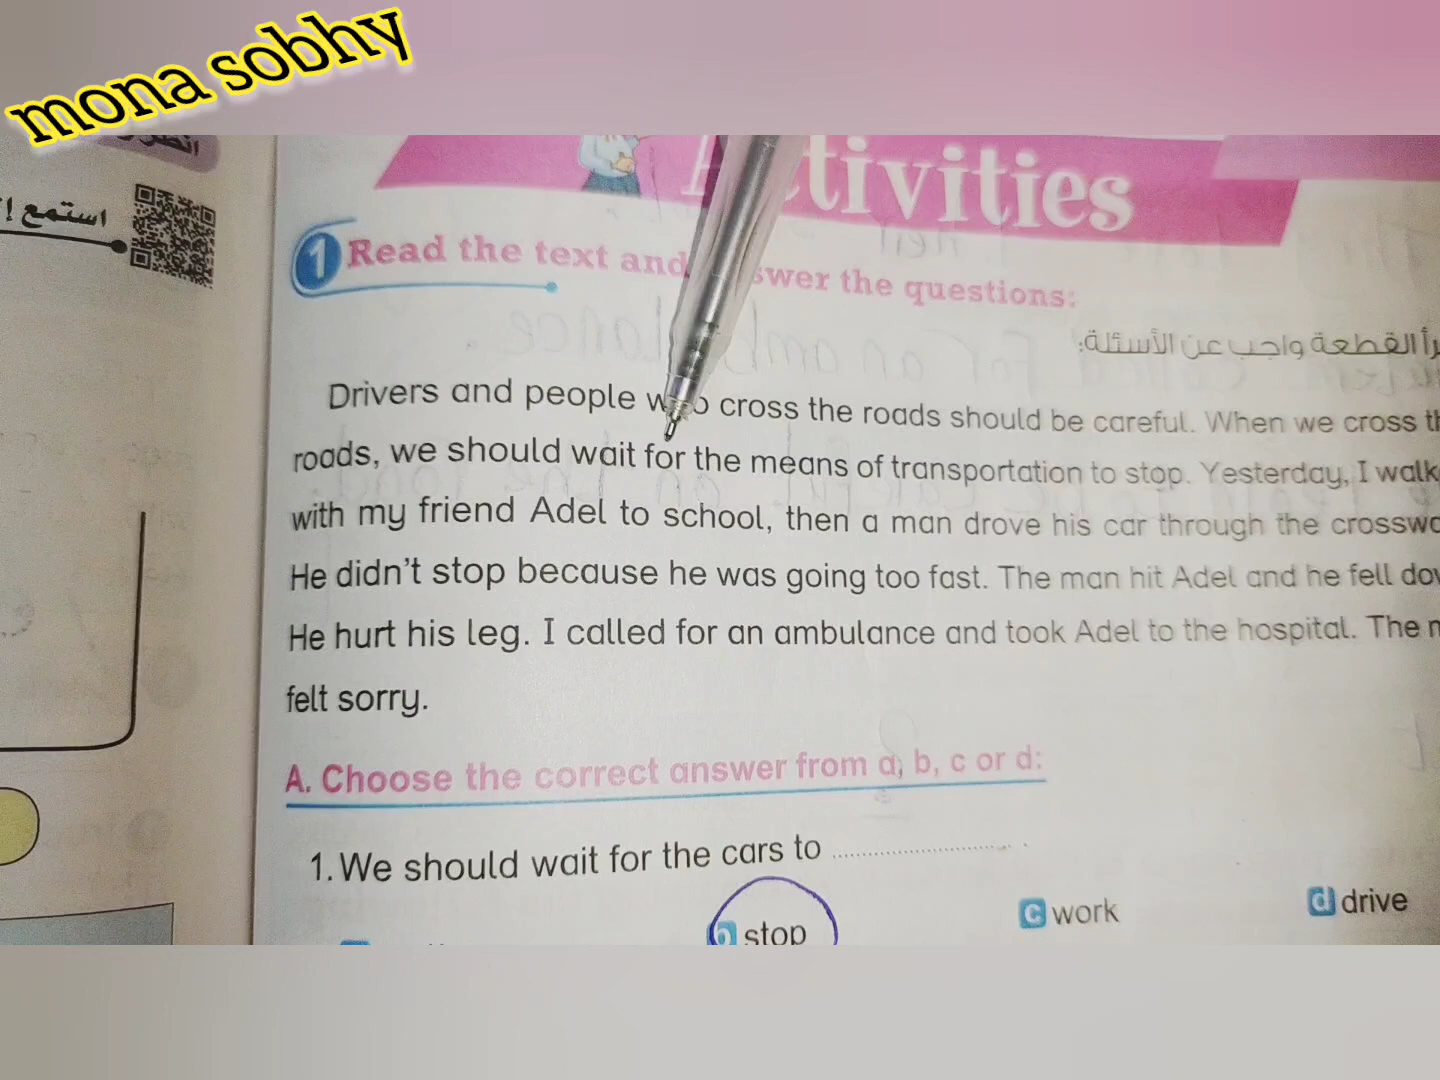 mona sobhy
استمع
Activities
1 Read the text and answer the questions:
القطعة واجب عن الأسئلة:
Drivers and people who cross the roads should be careful. When we cross
roads, we should wait for the means of transportation to stop. Yesterday, I
with my friend Adel to school, then a man drove his car through the
He didn't stop because he was going too fast. The man hit Adel and he fell
He hurt his leg. I called for an ambulance and took Adel to the hospital. The
felt sorry.
A. Choose the correct answer from a, b, c or d:
1. We should wait for the cars to ............ .
b stop c work d drive